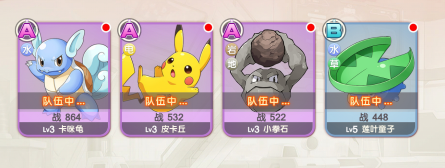 A
水
队伍中 ...
战 864
Lv3 卡咪龟
A
电
队伍中 ...
战 532
Lv3 皮卡丘
A
岩
地
队伍中 ...
战 522
Lv3 小拳石
B
水
草
队伍中 ...
战 448
Lv5 莲叶童子